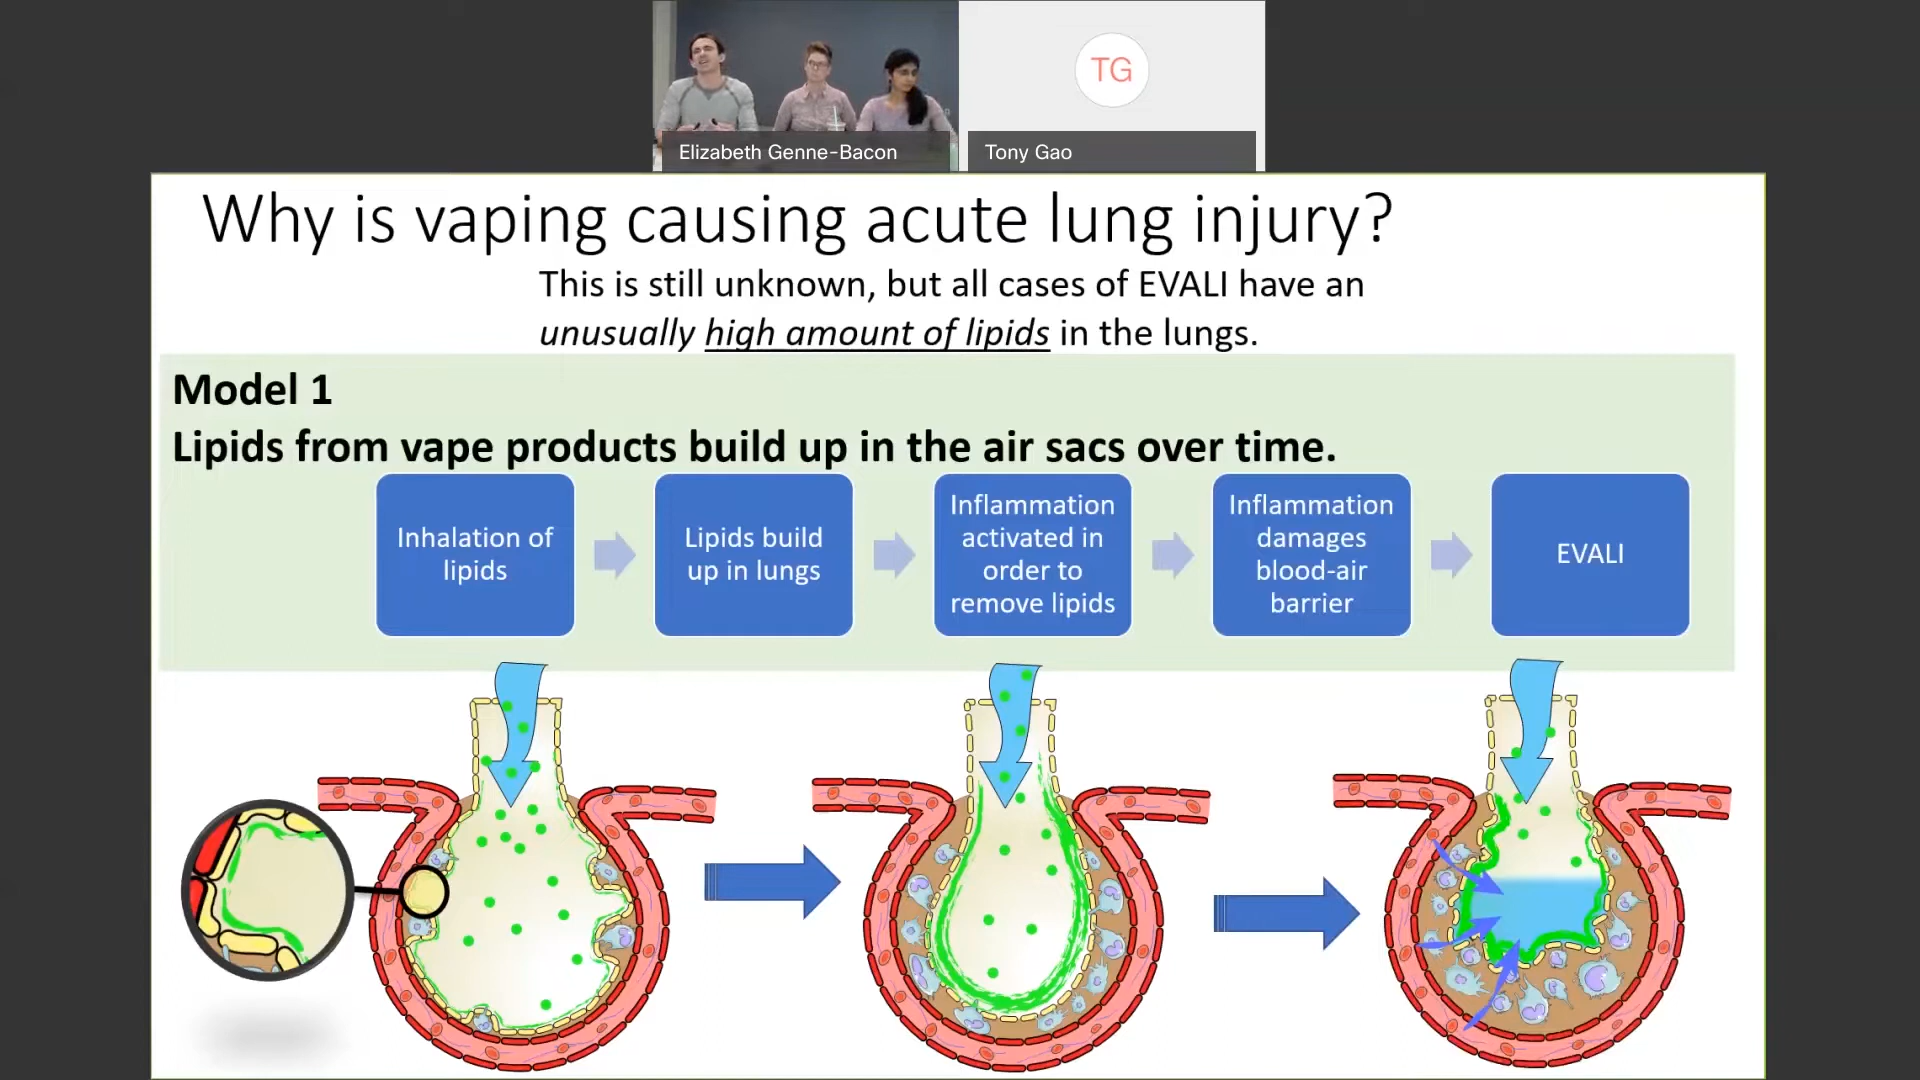 TG
Elizabeth Genne-Bacon
Tony Gao
Why is vaping causing acute lung injury?
This is still unknown, but all cases of EVALI have an
unusually high amount of lipids in the lungs.
Model 1
Lipids from vape products build up in the air sacs over time.
Inhalation of
lipids
Lipids build
up in lungs
Inflammation
activated in
order to
remove lipids
Inflammation
damages
blood-air
barrier
EVALI